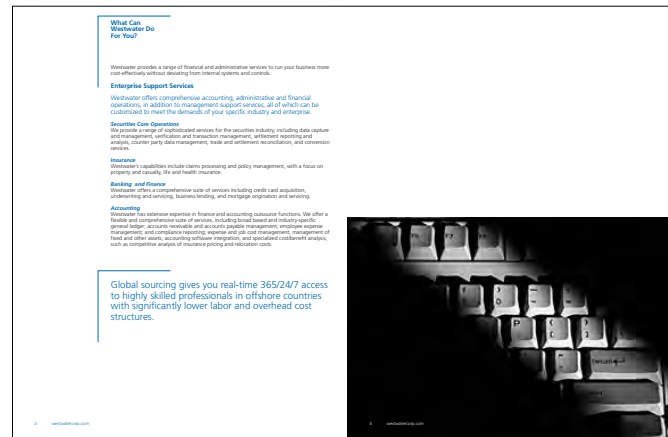 What Can
Westwater Do
For You?
Westwater provides a range of financial and administrative services to run your business more
cost-effectively without deviating from internal systems and controls.
Enterprise Support Services
Westwater offers comprehensive accounting, administrative and financial
operations, in addition to management support services, all of which can be
customized to meet the demands of your specific industry and enterprise.
Securities Core Operations
We provide a range of sophisticated services for the securities industry, including data capture
and management, verification and transaction management, settlement reporting and
analysis, counter party data management, trade and settlement reconciliation, and conversion
services.
Insurance
Westwater's capabilities include claims processing and policy management, with a focus on
property and casualty, life and health insurance.
Banking and Finance
Westwater offers a comprehensive suite of services including credit card acquisition,
underwriting and servicing, business lending, and mortgage origination and servicing.
Accounting
Westwater has extensive expertise in finance and accounting outsource functions. We offer a
flexible and comprehensive suite of services, including broad based and industry-specific
general ledger; accounts receivable and accounts payable management; employee expense
management; and compliance reporting; expense and job cost management; management of
fixed and other assets; accounting software integration; and specialized cost/benefit analysis,
such as competitive analysis of insurance pricing and relocation costs.
Global sourcing gives you real-time 365/24/7 access
to highly skilled professionals in offshore countries
with significantly lower labor and overhead cost
structures.
2 westwatercorp.com
F7
P
3 westwatercorp.com